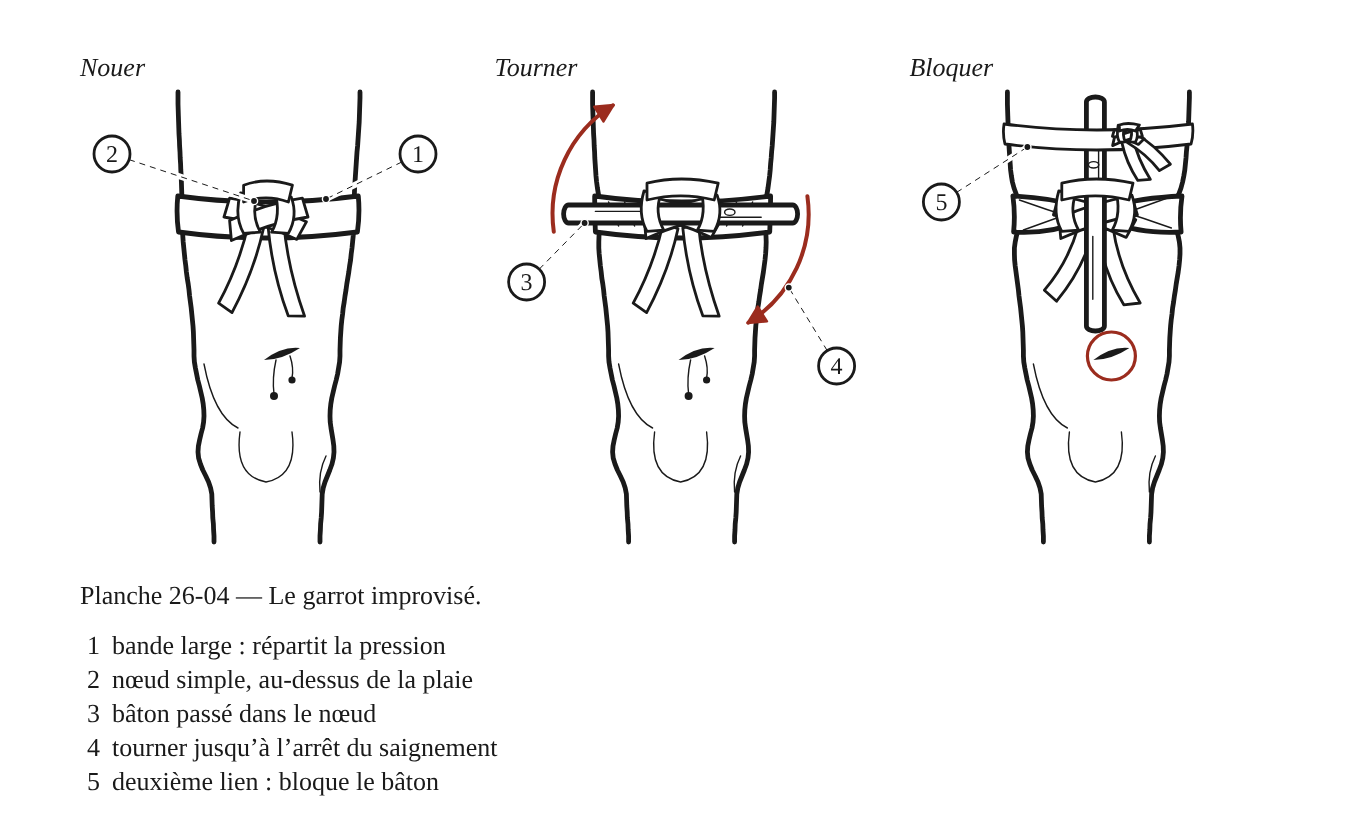 Nouer
Tourner
Bloquer
2
1
3
4
5
Planche 26-04 — Le garrot improvisé.
1 bande large : répartit la pression
2 nœud simple, au-dessus de la plaie
3 bâton passé dans le nœud
4 tourner jusqu’à l’arrêt du saignement
5 deuxième lien : bloque le bâton